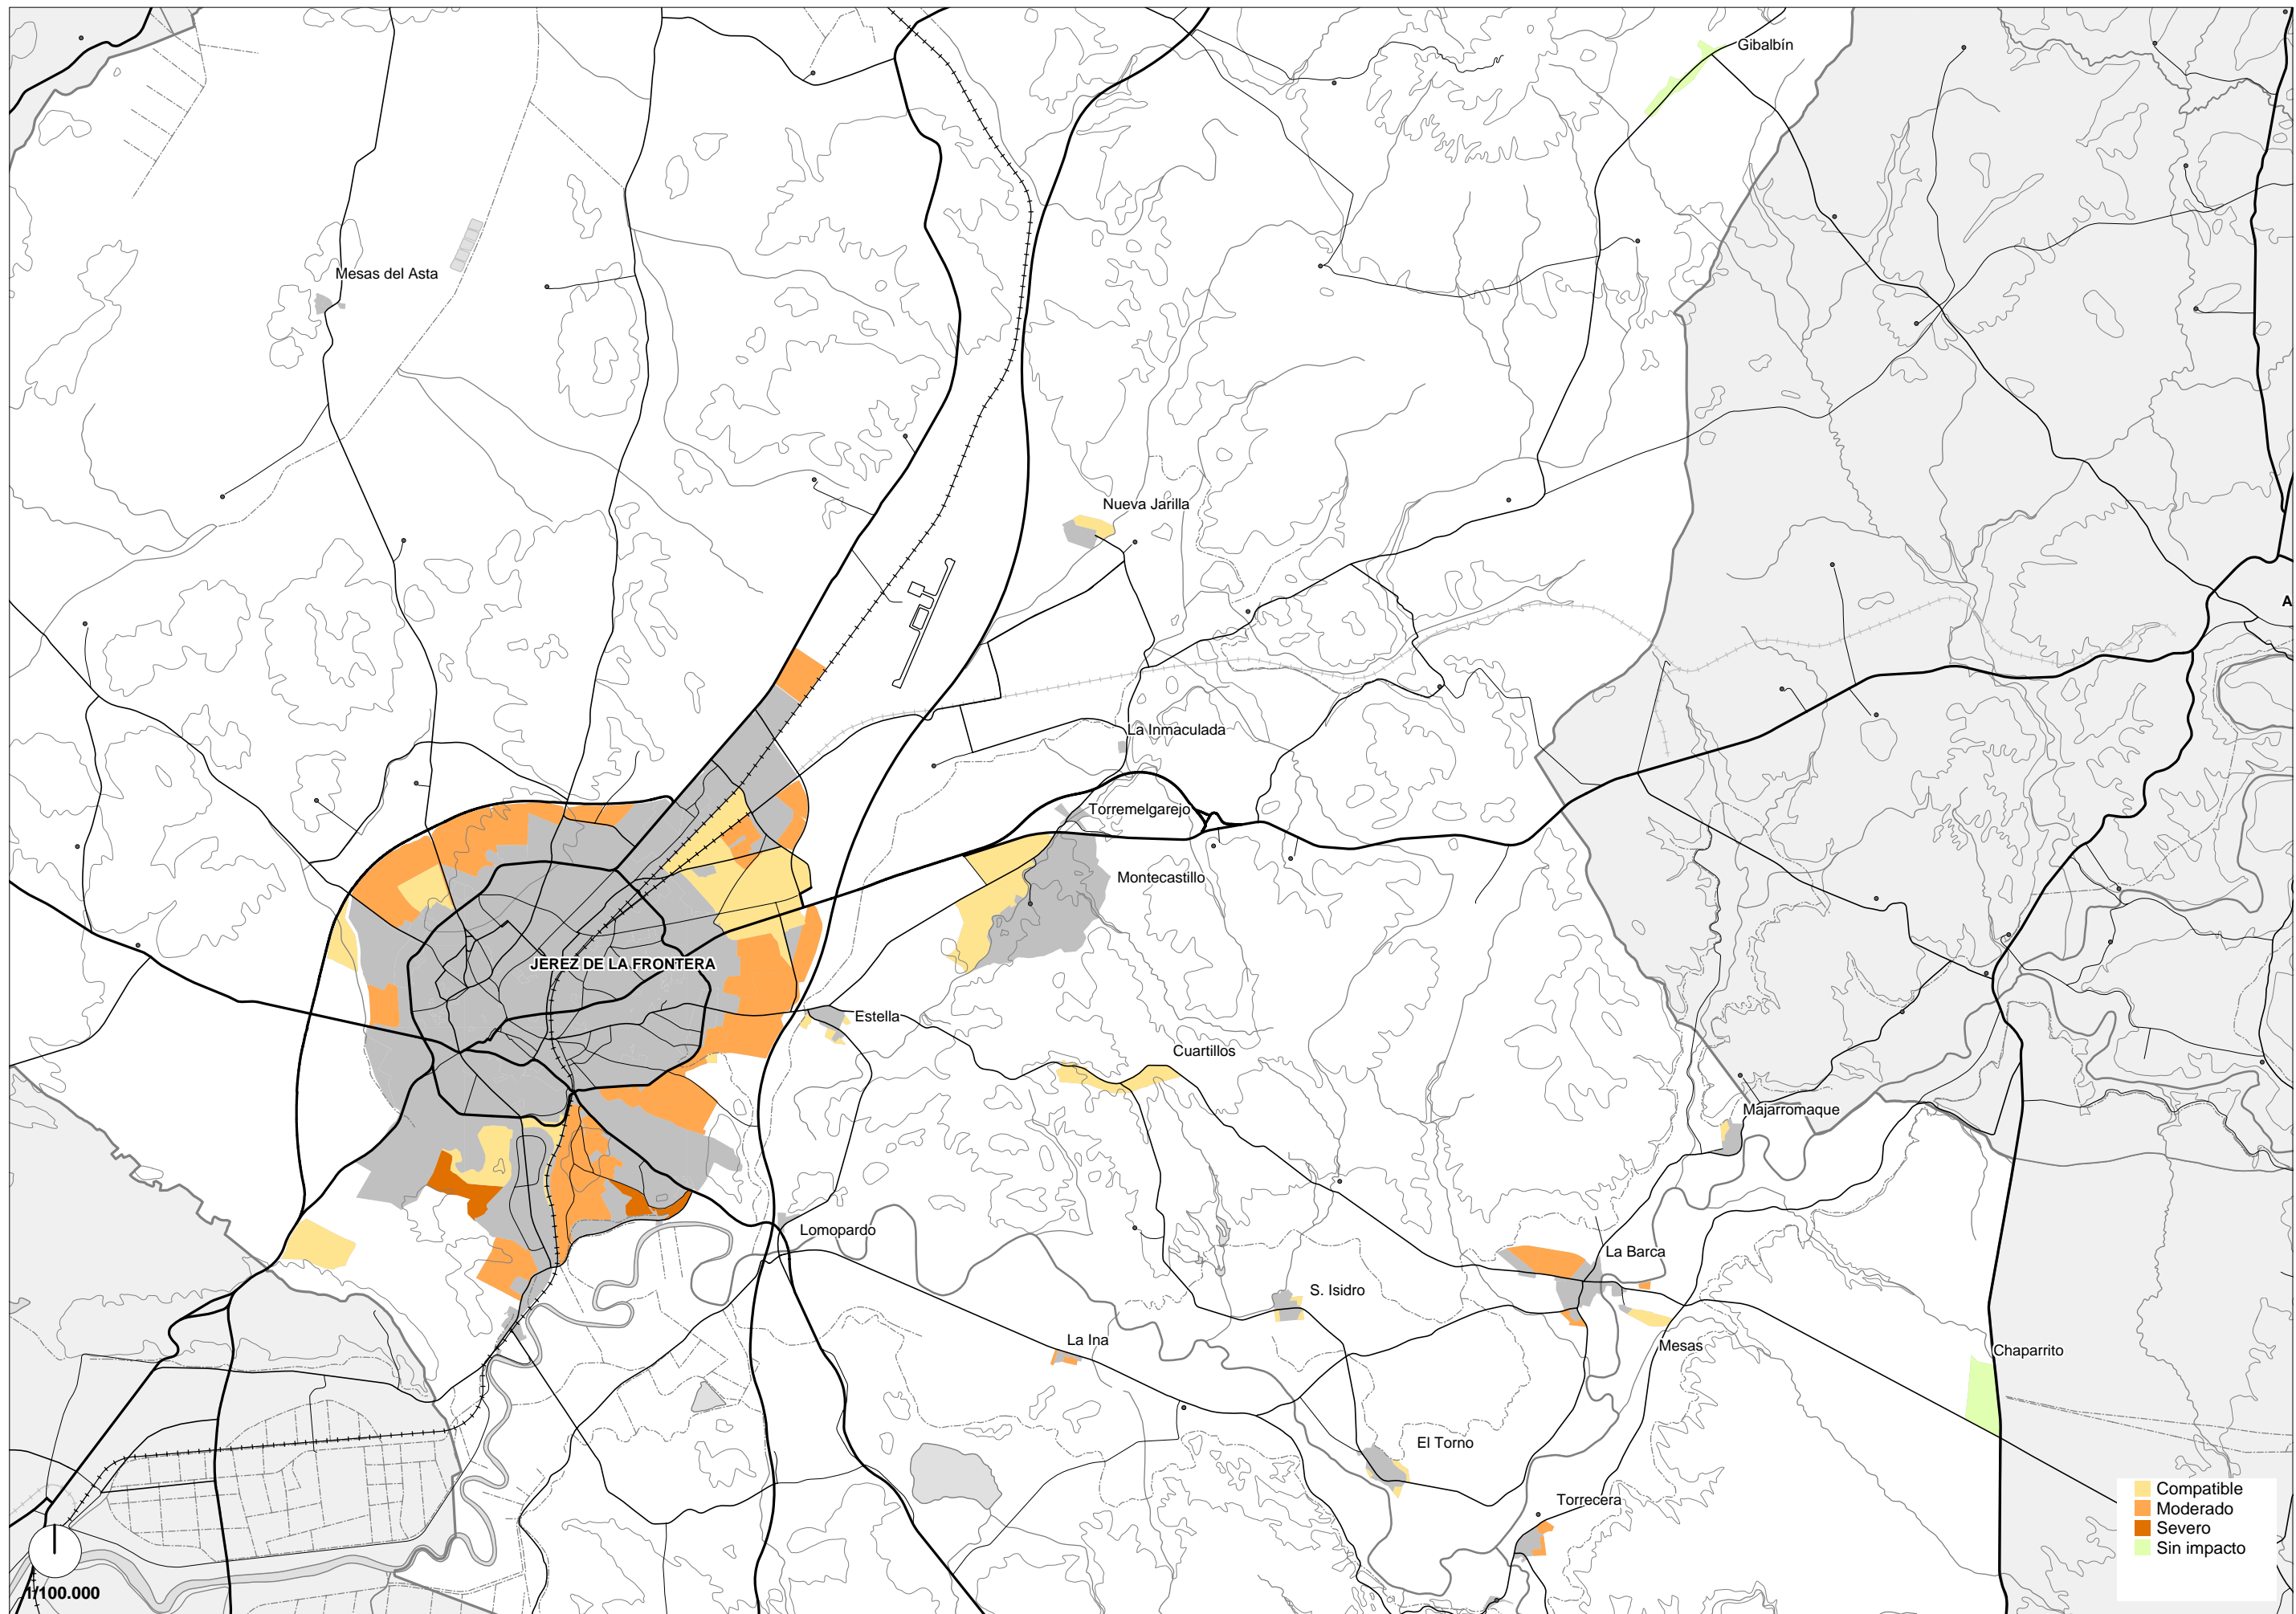 Gibalbín
Mesas del Asta
Nueva Jarilla
A
La Inmaculada
Torremelgarejo
Montecastillo
JEREZ DE LA FRONTERA
Estella
Cuartillos
Majarromaque
Lomopardo
La Barca
S. Isidro
La Ina
Mesas
Chaparrito
El Torno
Torrecera
Compatible
Moderado
Severo
Sin impacto
1/100.000